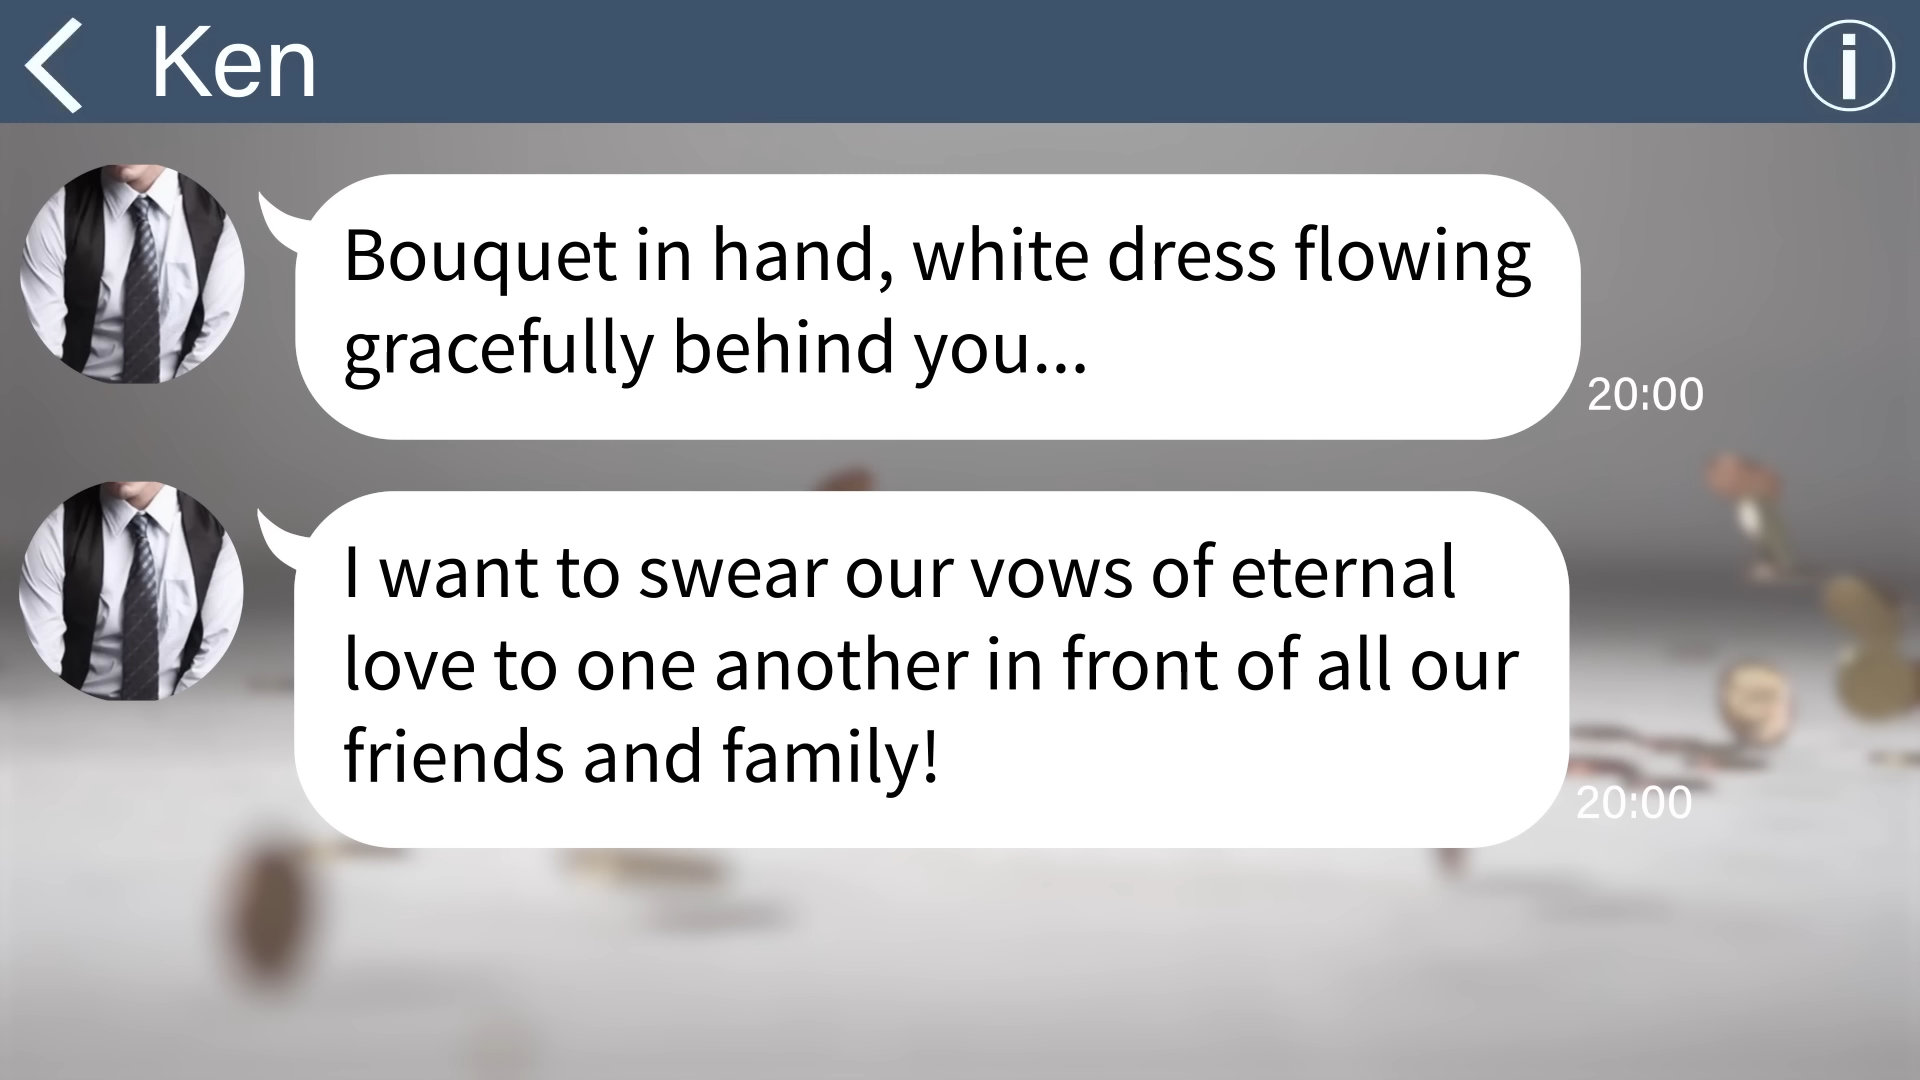 Ken
Bouquet in hand, white dress flowing
gracefully behind you...
20:00
I want to swear our vows of eternal
love to one another in front of all our
friends and family!
20:00